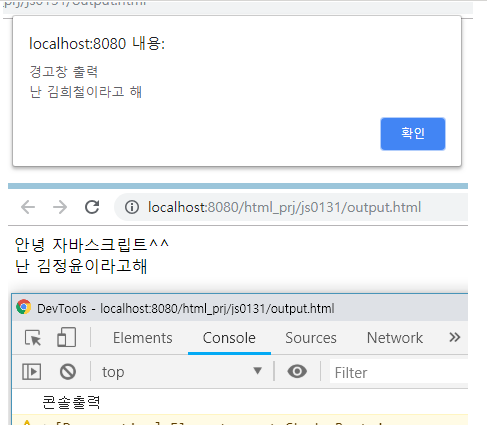 _prj/js0131/output.html
localhost:8080 내용:
경고창 출력
난 김희철이라고 해
확인
localhost:8080/html_prj/js0131/output.html
안녕 자바스크립트^^
난 김정윤이라고해
DevTools - localhost:8080/html_prj/js0131/output.html
Elements Console Sources Network »
top Filter
콘솔출력